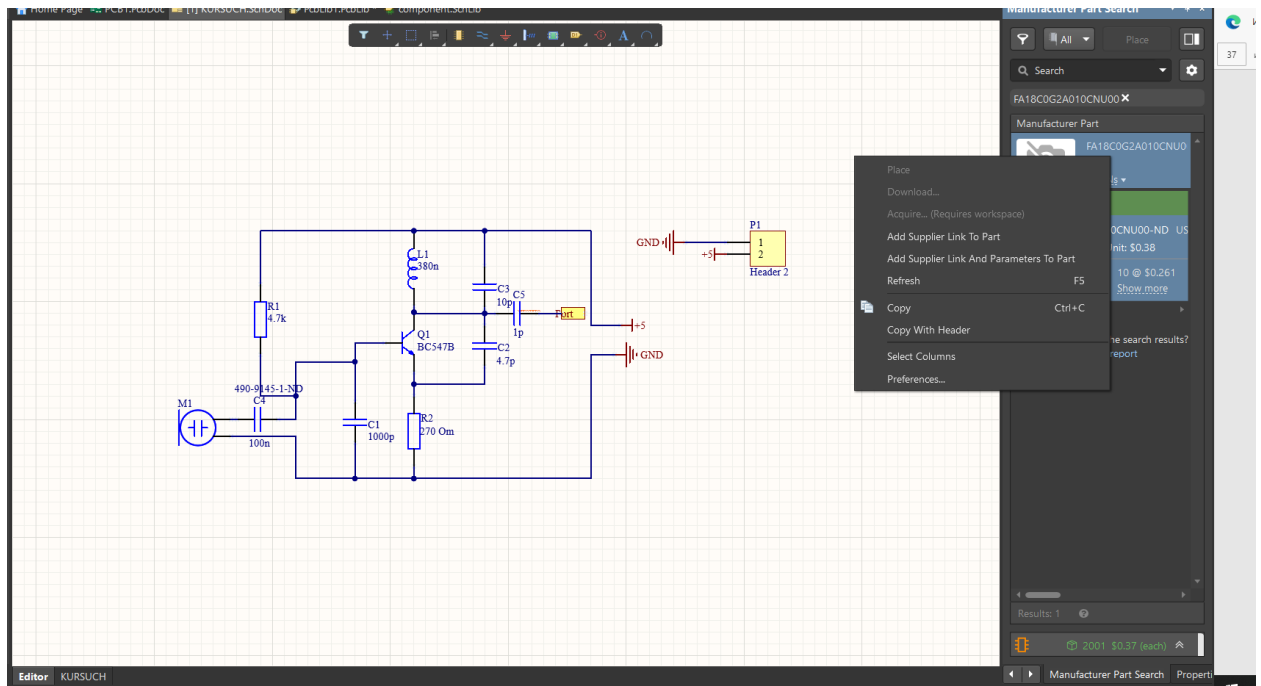 Home Page
PCB1.PcbDoc
[1] KURSUCH.SchDoc
PcbLib1.PcbLib *
component.SchLib
Manufacturer Part Search
All
Place
37
Search
FA18C0G2A010CNU00
Manufacturer Part
FA18C0G2A010CNU0
Place
Download...
Acquire... (Requires workspace)
Add Supplier Link To Part
Add Supplier Link And Parameters To Part
Refresh F5
Copy Ctrl+C
Copy With Header
Select Columns
Preferences...
0CNU00-ND US
nit: $0.38
10 @ $0.261
Show more
he search results?
report
P1
GND
1
+5
2
Header 2
L1
380n
C3
10p
C5
Port
1p
R1
4.7k
Q1
BC547B
C2
4.7p
+5
GND
490-9145-1-ND
M1
C4
100n
C1
1000p
R2
270 Om
Results: 1
2001 $0.37 (each)
Editor
KURSUCH
Manufacturer Part Search
Properti